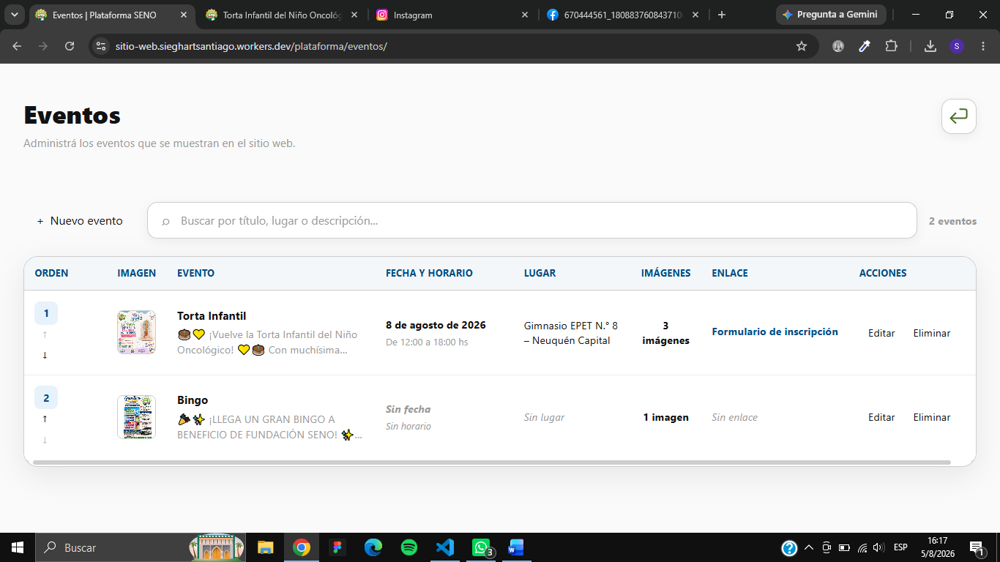 Eventos | Plataforma SENO
Torta Infantil del Niño Oncológ
Instagram
670444561_1808837608437106
Pregunta a Gemini
sitio-web.sieghartsantiago.workers.dev/plataforma/eventos/
S
Eventos
Administrá los eventos que se muestran en el sitio web.
+ Nuevo evento
Buscar por título, lugar o descripción...
2 eventos
ORDEN IMAGEN EVENTO FECHA Y HORARIO LUGAR IMÁGENES ENLACE ACCIONES
1
↑
↓
Torta Infantil
🎂💛 ¡Vuelve la Torta Infantil del Niño
Oncológico! 💛🎂 Con muchísima...
8 de agosto de 2026
De 12:00 a 18:00 hs
Gimnasio EPET N.° 8
– Neuquén Capital
3
imágenes
Formulario de inscripción
Editar Eliminar
2
↑
↓
Bingo
🎉✨ ¡LLEGA UN GRAN BINGO A
BENEFICIO DE FUNDACIÓN SENO! ✨...
Sin fecha
Sin horario
Sin lugar
1 imagen
Sin enlace
Editar Eliminar
Buscar
3
ESP
16:17
5/8/2026
1